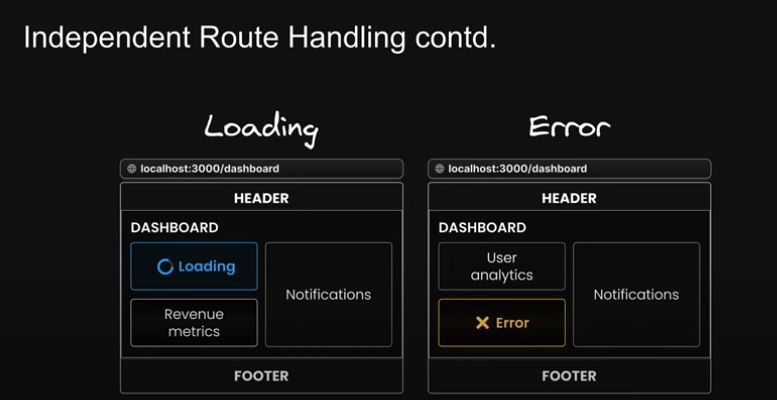 Independent Route Handling contd.
Loading
localhost:3000/dashboard
HEADER
DASHBOARD
Loading
Revenue
metrics
Notifications
FOOTER
Error
localhost:3000/dashboard
HEADER
DASHBOARD
User
analytics
Error
Notifications
FOOTER